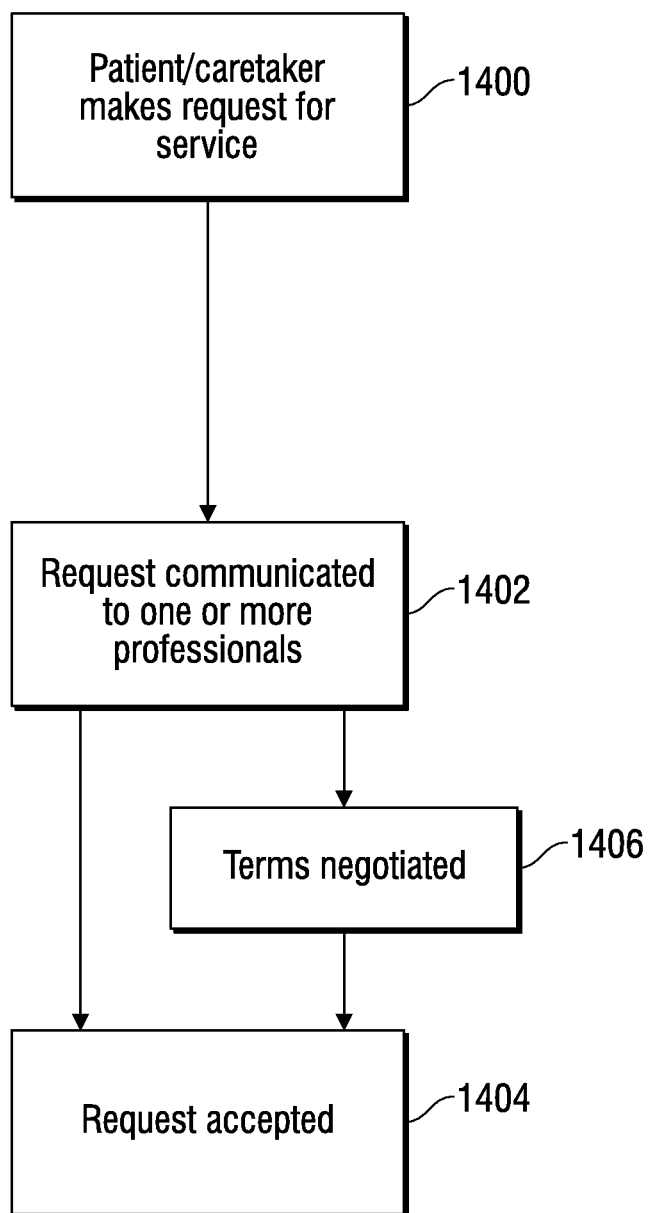 Patient/caretaker
makes request for
service
1400
Request communicated
to one or more
professionals
1402
Terms negotiated
1406
Request accepted
1404